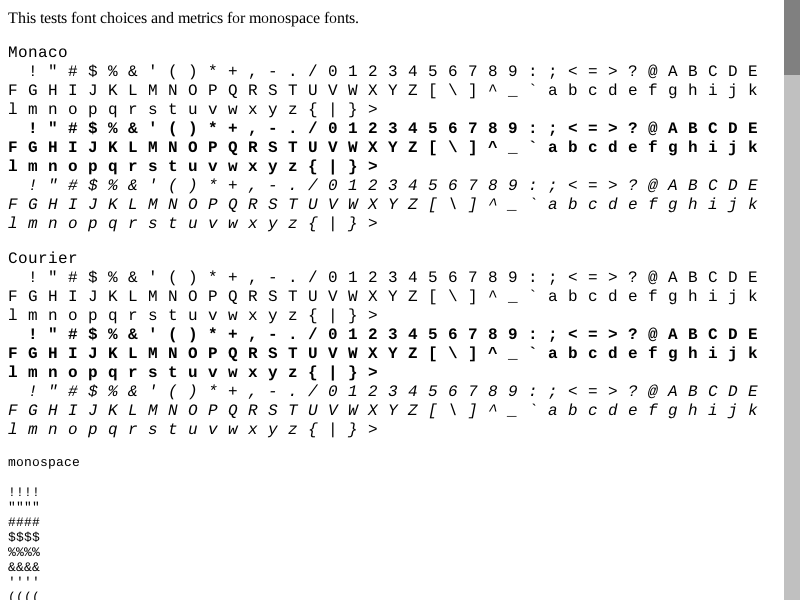 This tests font choices and metrics for monospace fonts.
Monaco
! " # $ % & ' ( ) * + , - . / 0 1 2 3 4 5 6 7 8 9 : ; < = > ? @ A B C D E
F G H I J K L M N O P Q R S T U V W X Y Z [ \ ] ^ _ ` a b c d e f g h i j k
l m n o p q r s t u v w x y z { | } >
! " # $ % & ' ( ) * + , - . / 0 1 2 3 4 5 6 7 8 9 : ; < = > ? @ A B C D E
F G H I J K L M N O P Q R S T U V W X Y Z [ \ ] ^ _ ` a b c d e f g h i j k
l m n o p q r s t u v w x y z { | } >
! " # $ % & ' ( ) * + , - . / 0 1 2 3 4 5 6 7 8 9 : ; < = > ? @ A B C D E
F G H I J K L M N O P Q R S T U V W X Y Z [ \ ] ^ _ ` a b c d e f g h i j k
l m n o p q r s t u v w x y z { | } >
Courier
! " # $ % & ' ( ) * + , - . / 0 1 2 3 4 5 6 7 8 9 : ; < = > ? @ A B C D E
F G H I J K L M N O P Q R S T U V W X Y Z [ \ ] ^ _ ` a b c d e f g h i j k
l m n o p q r s t u v w x y z { | } >
! " # $ % & ' ( ) * + , - . / 0 1 2 3 4 5 6 7 8 9 : ; < = > ? @ A B C D E
F G H I J K L M N O P Q R S T U V W X Y Z [ \ ] ^ _ ` a b c d e f g h i j k
l m n o p q r s t u v w x y z { | } >
! " # $ % & ' ( ) * + , - . / 0 1 2 3 4 5 6 7 8 9 : ; < = > ? @ A B C D E
F G H I J K L M N O P Q R S T U V W X Y Z [ \ ] ^ _ ` a b c d e f g h i j k
l m n o p q r s t u v w x y z { | } >
monospace
!!!!
""""
####
$$$$
%%%%
&&&&
''''
((((